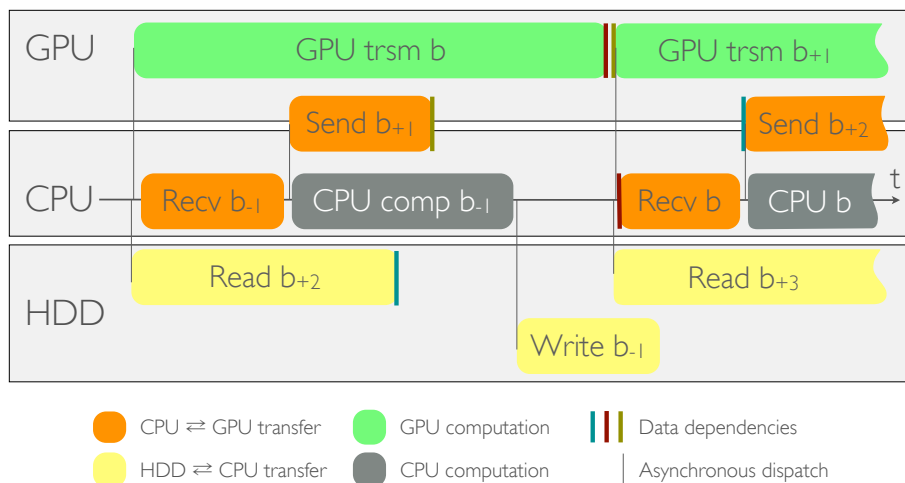 GPU
GPU trsm b
GPU trsm b+1
Send b+1
Send b+2
CPU
Recv b-1
CPU comp b-1
Recv b
CPU b
t
HDD
Read b+2
Read b+3
Write b-1
CPU ⇌ GPU transfer
GPU computation
Data dependencies
HDD ⇌ CPU transfer
CPU computation
Asynchronous dispatch